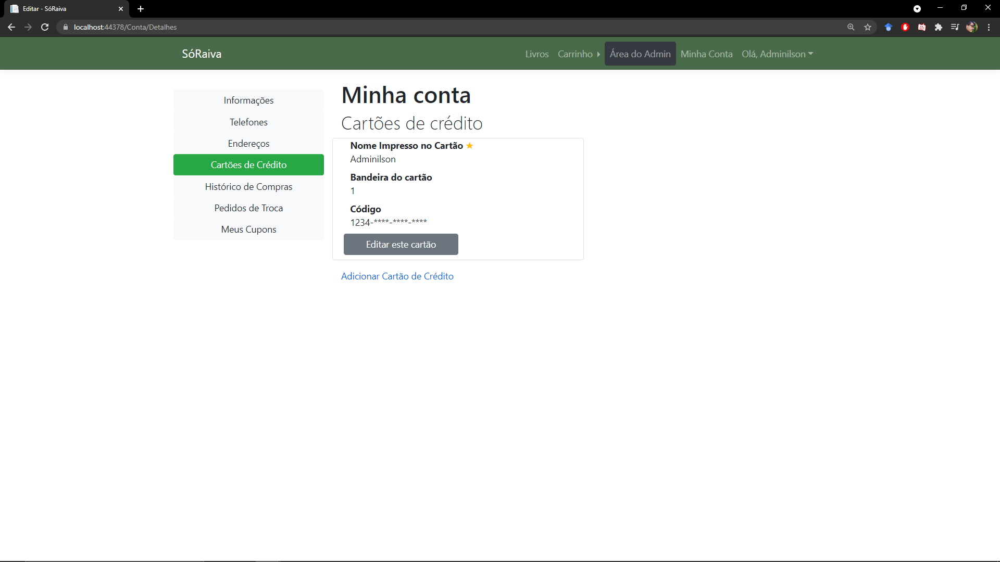 Editar - SóRaiva
localhost:44378/Conta/Detalhes
SóRaiva
Livros
Carrinho
Área do Admin
Minha Conta
Olá, Adminilson
Informações
Telefones
Endereços
Cartões de Crédito
Histórico de Compras
Pedidos de Troca
Meus Cupons
Minha conta
Cartões de crédito
Nome Impresso no Cartão
Adminilson
Bandeira do cartão
1
Código
1234-****-****-****
Editar este cartão
Adicionar Cartão de Crédito